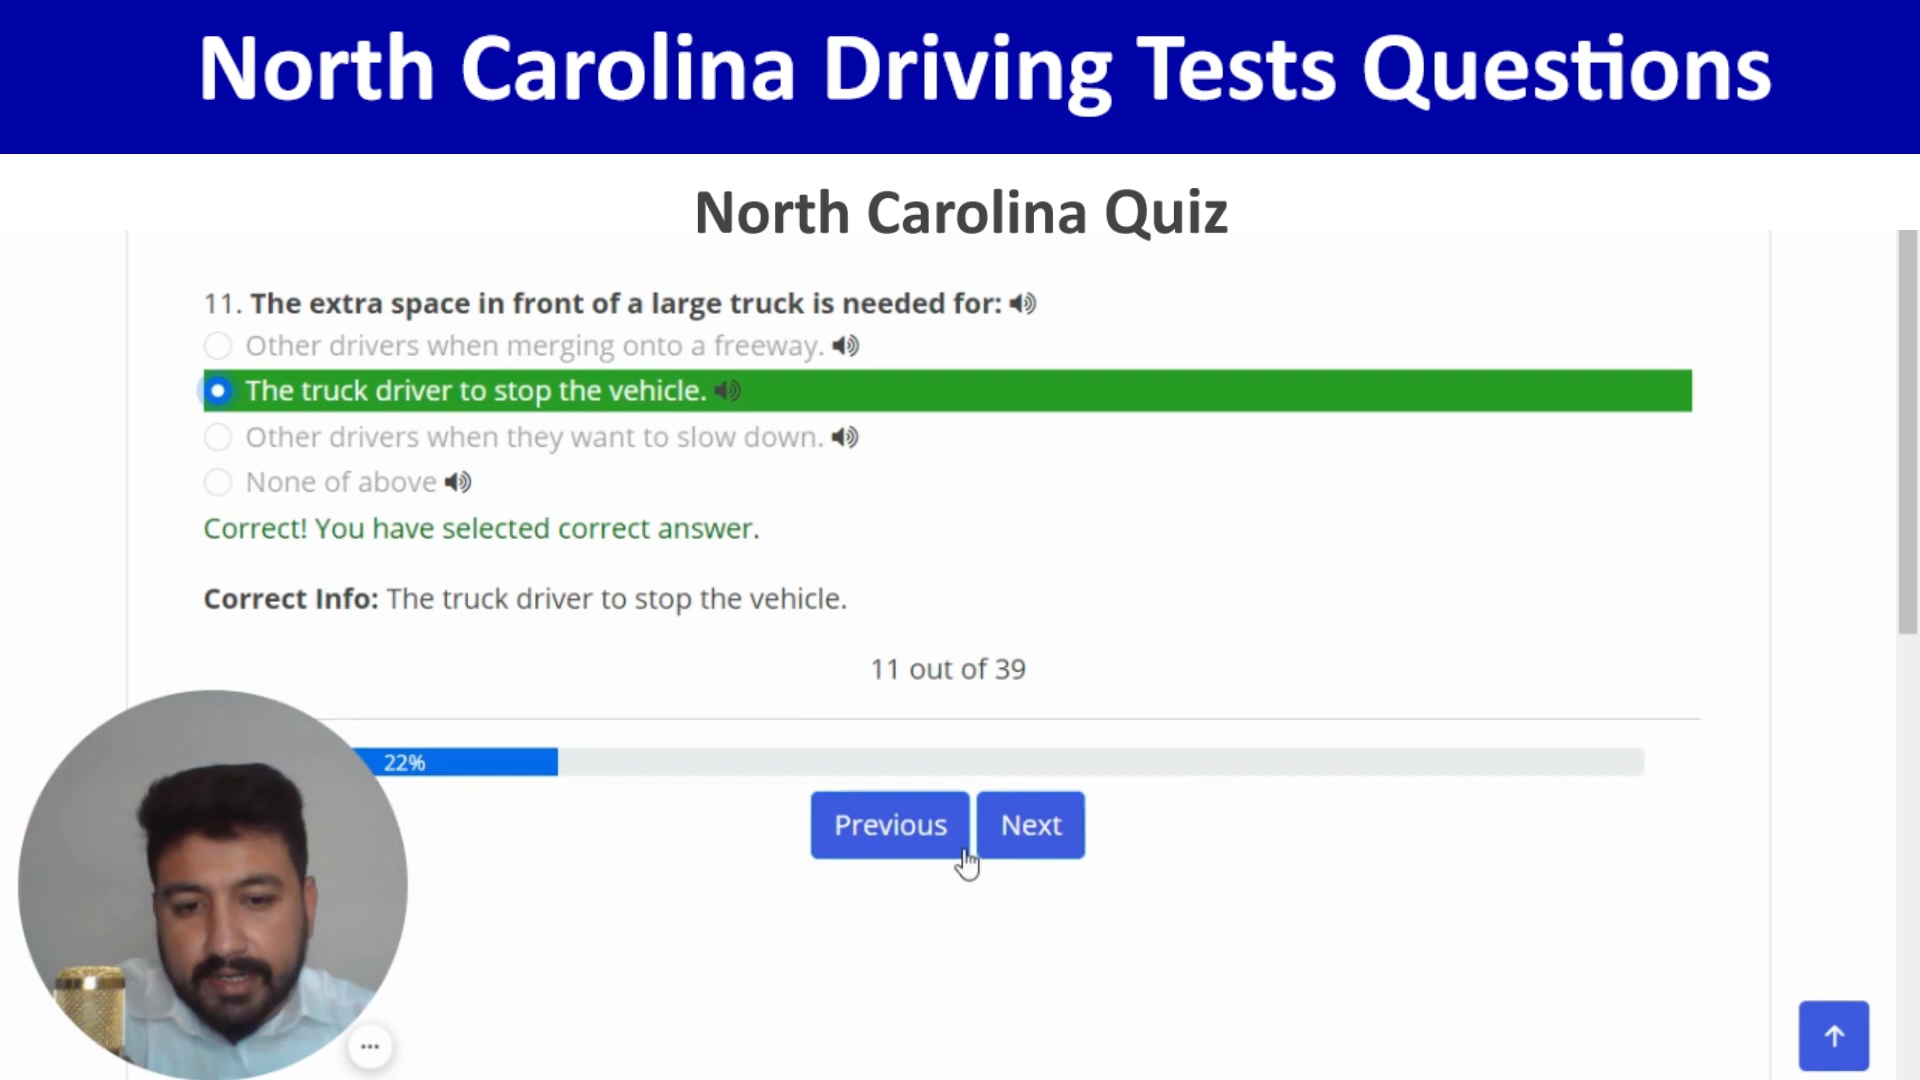 North Carolina Driving Tests Questions
North Carolina Quiz
11. The extra space in front of a large truck is needed for:
Other drivers when merging onto a freeway.
The truck driver to stop the vehicle.
Other drivers when they want to slow down.
None of above
Correct! You have selected correct answer.
Correct Info: The truck driver to stop the vehicle.
11 out of 39
22%
Previous Next